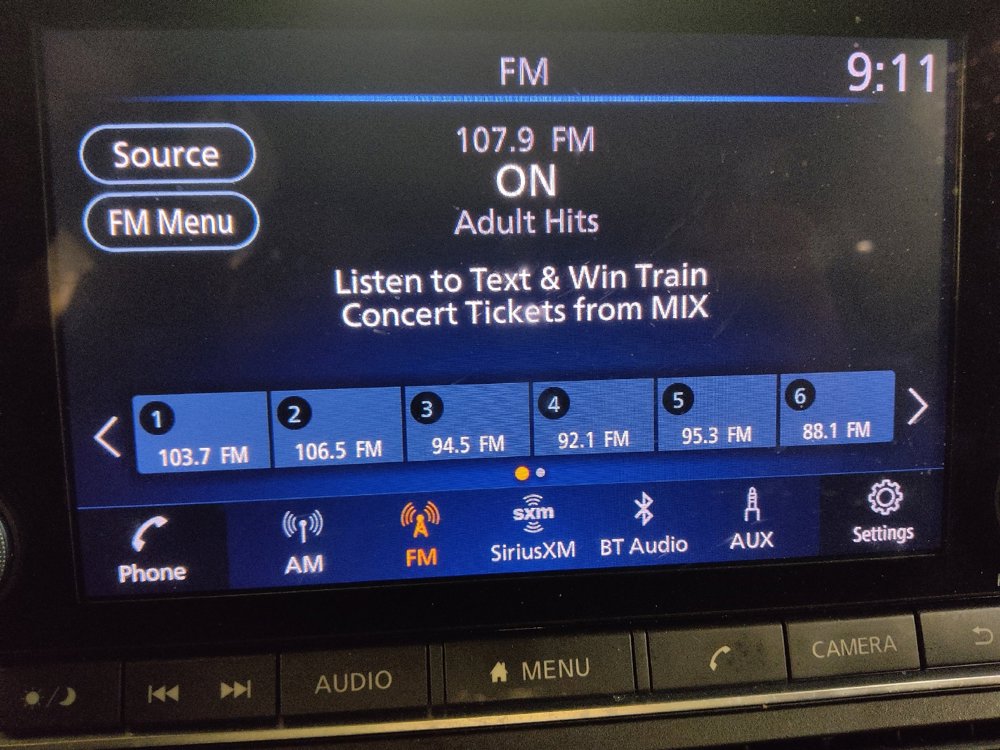 FM
9:11
Source
FM Menu
107.9 FM
ON
Adult Hits
Listen to Text & Win Train
Concert Tickets from MIX
1
103.7 FM
2
106.5 FM
3
94.5 FM
4
92.1 FM
5
95.3 FM
6
88.1 FM
Phone
AM
FM
sxm
SiriusXM
BT Audio
AUX
Settings
AUDIO
MENU
CAMERA